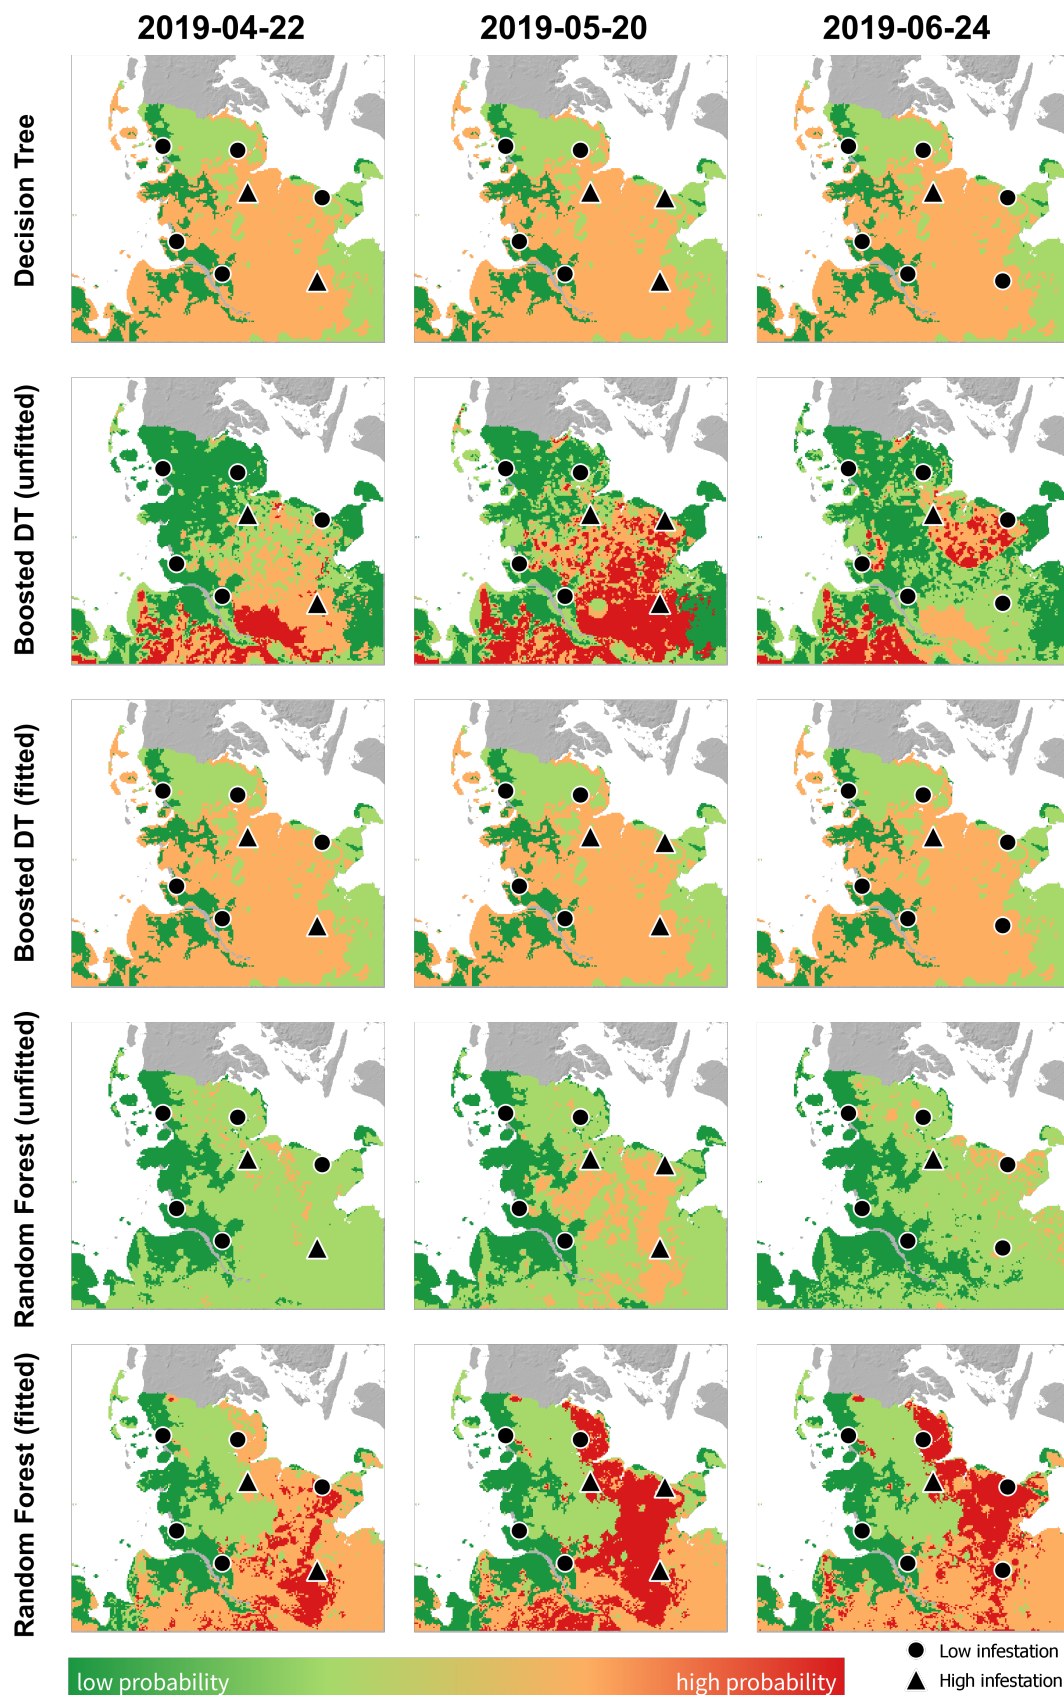 2019-04-22 2019-05-20 2019-06-24
Decision Tree
Boosted DT (unfitted)
Boosted DT (fitted)
Random Forest (unfitted)
Random Forest (fitted)
low probability high probability
Low infestation
High infestation